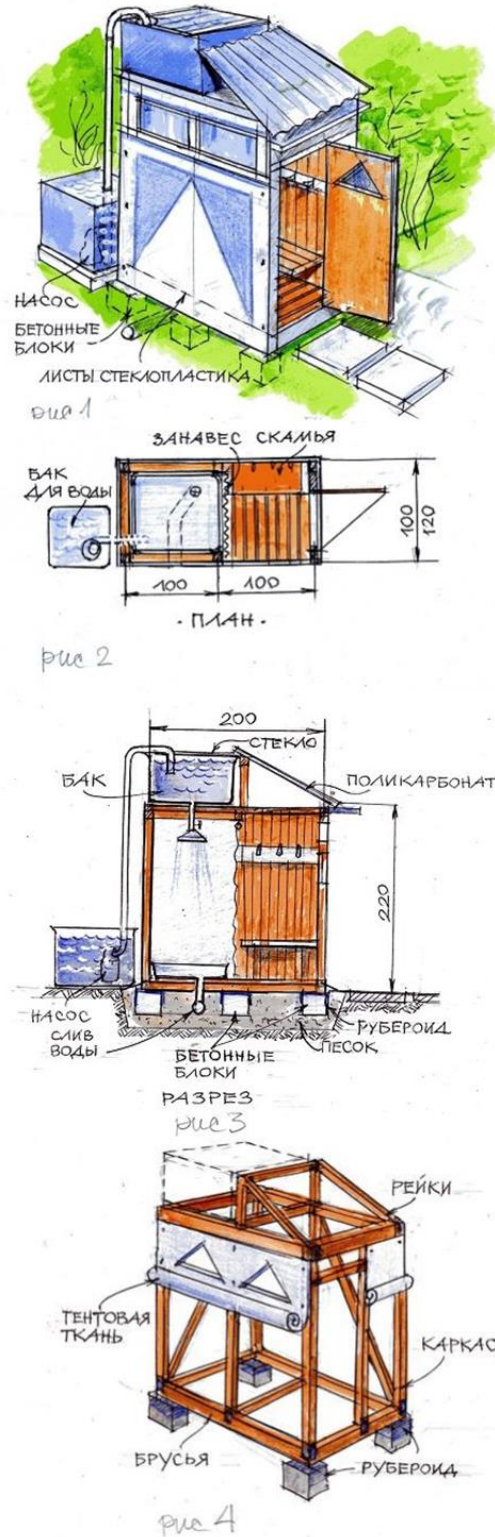 НАСОС
БЕТОННЫЕ
БЛОКИ
ЛИСТЫ СТЕКЛОПЛАСТИКА
рис 1
ЗАНАВЕС СКАМЬЯ
БАК
ДЛЯ ВОДЫ
100
120
100
100
- ПЛАН -
рис 2
200
СТЕКЛО
БАК
ПОЛИКАРБОНАТ
220
НАСОС
СЛИВ
ВОДЫ
БЕТОННЫЕ
БЛОКИ
РУБЕРОИД
ПЕСОК
РАЗРЕЗ
рис 3
РЕЙКИ
ТЕНТОВАЯ
ТКАНЬ
КАРКАС
БРУСЬЯ
РУБЕРОИД
рис 4